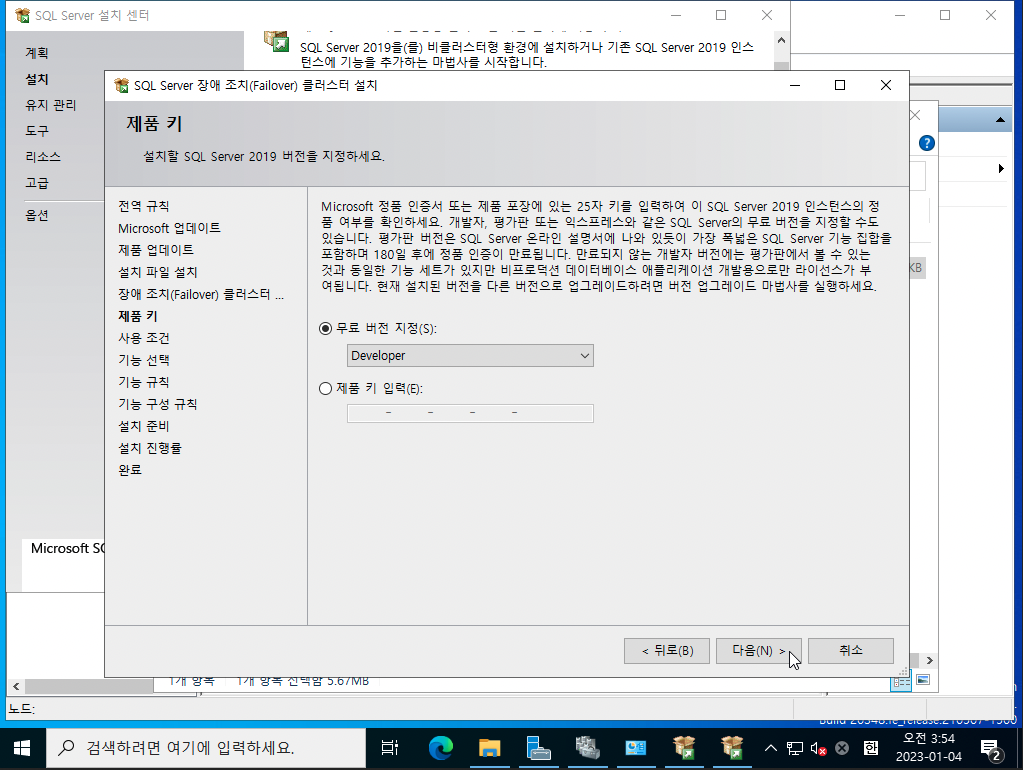 SQL Server 설치 센터
계획
설치
유지 관리
도구
리소스
고급
옵션
SQL Server 2019을(를) 비클러스터형 환경에 설치하거나 기존 SQL Server 2019 인스
턴스에 기능을 추가하는 마법사를 시작합니다.
SQL Server 장애 조치(Failover) 클러스터 설치
제품 키
설치할 SQL Server 2019 버전을 지정하세요.
전역 규칙
Microsoft 업데이트
제품 업데이트
설치 파일 설치
장애 조치(Failover) 클러스터 ...
제품 키
사용 조건
기능 선택
기능 규칙
기능 구성 규칙
설치 준비
설치 진행률
완료
Microsoft 정품 인증서 또는 제품 포장에 있는 25자 키를 입력하여 이 SQL Server 2019 인스턴스의 정
품 여부를 확인하세요. 개발자, 평가판 또는 익스프레스와 같은 SQL Server의 무료 버전을 지정할 수도
있습니다. 평가판 버전은 SQL Server 온라인 설명서에 나와 있듯이 가장 폭넓은 SQL Server 기능 집합을
포함하며 180일 후에 정품 인증이 만료됩니다. 만료되지 않는 개발자 버전에는 평가판에서 볼 수 있는
것과 동일한 기능 세트가 있지만 비프로덕션 데이터베이스 애플리케이션 개발용으로만 라이선스가 부
여됩니다. 현재 설치된 버전을 다른 버전으로 업그레이드하려면 버전 업그레이드 마법사를 실행하세요.
무료 버전 지정(S):
Developer
제품 키 입력(E):
- - - -
< 뒤로(B)
다음(N) >
취소
KB
Microsoft SQ
1개 항목 1개 항목 선택함 5.67MB
노드:
Build 20348.fe_release.210507-1500
검색하려면 여기에 입력하세요.
한
오전 3:54
2023-01-04
2